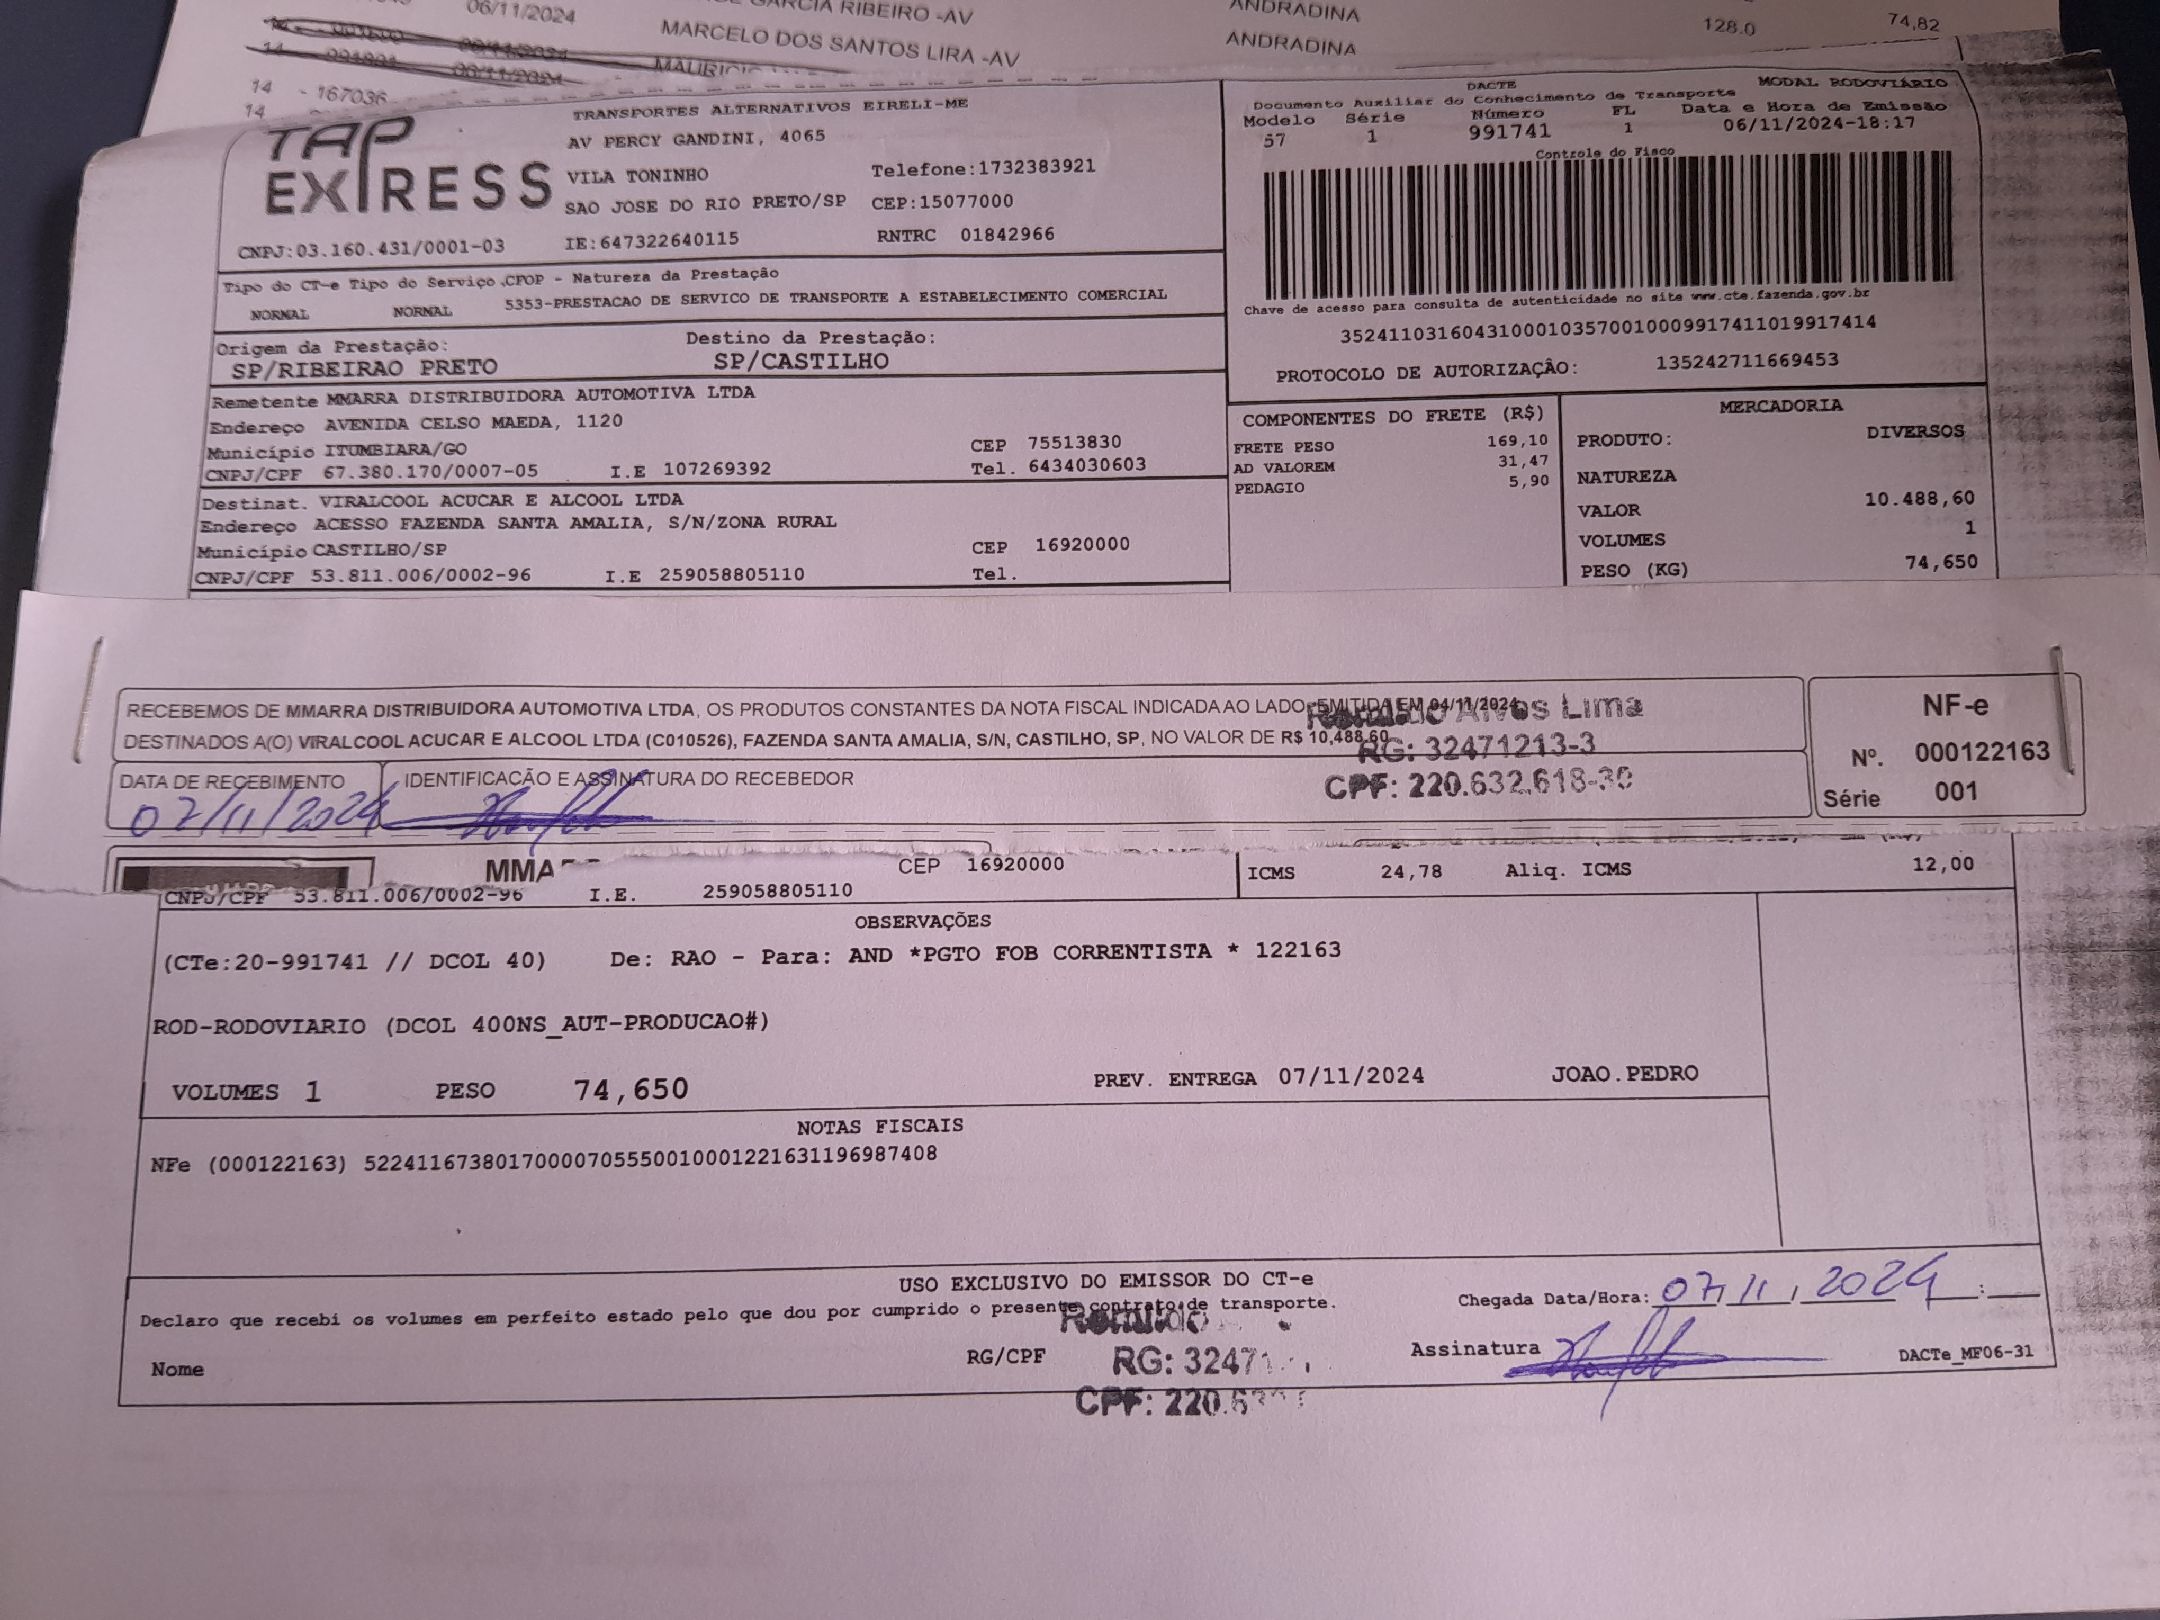 06/11/2024
GARCIA RIBEIRO -AV
ANDRADINA
MARCELO DOS SANTOS LIRA -AV
ANDRADINA
128.0
74,82
14
14 - 167036
14
TAP EXPRESS
TRANSPORTES ALTERNATIVOS EIRELI-ME
AV PERCY GANDINI, 4065
VILA TONINHO
Telefone:1732383921
SAO JOSE DO RIO PRETO/SP CEP:15077000
CNPJ:03.160.431/0001-03 IE:647322640115 RNTRC 01842966
DACTE MODAL RODOVIÁRIO
Documento Auxiliar do Conhecimento de Transporte
Modelo Série Número FL Data e Hora de Emissão
57 1 991741 1 06/11/2024-18:17
Controle do Fisco
Chave de acesso para consulta de autenticidade no site www.cte.fazenda.gov.br
35241103160431000103570010009917411019917414
PROTOCOLO DE AUTORIZAÇÂO: 135242711669453
Tipo do CT-e Tipo do Serviço CFOP - Natureza da Prestação
NORMAL NORMAL 5353-PRESTACAO DE SERVICO DE TRANSPORTE A ESTABELECIMENTO COMERCIAL
Origem da Prestação: Destino da Prestação:
SP/RIBEIRAO PRETO SP/CASTILHO
Remetente MMARRA DISTRIBUIDORA AUTOMOTIVA LTDA
Endereço AVENIDA CELSO MAEDA, 1120
Município ITUMBIARA/GO CEP 75513830
CNPJ/CPF 67.380.170/0007-05 I.E 107269392 Tel. 6434030603
Destinat. VIRALCOOL ACUCAR E ALCOOL LTDA
Endereço ACESSO FAZENDA SANTA AMALIA, S/N/ZONA RURAL
Município CASTILHO/SP CEP 16920000
CNPJ/CPF 53.811.006/0002-96 I.E 259058805110 Tel.
COMPONENTES DO FRETE (R$)
FRETE PESO 169,10
AD VALOREM 31,47
PEDAGIO 5,90
MERCADORIA
PRODUTO: DIVERSOS
NATUREZA
VALOR 10.488,60
VOLUMES 1
PESO (KG) 74,650
RECEBEMOS DE MMARRA DISTRIBUIDORA AUTOMOTIVA LTDA, OS PRODUTOS CONSTANTES DA NOTA FISCAL INDICADA AO LADO, EMITIDA EM 04/11/2024
DESTINADOS A(O) VIRALCOOL ACUCAR E ALCOOL LTDA (C010526), FAZENDA SANTA AMALIA, S/N, CASTILHO, SP, NO VALOR DE R$ 10,488.60
DATA DE RECEBIMENTO IDENTIFICAÇÃO E ASSINATURA DO RECEBEDOR
07/11/2024
Alves Lima
RG: 32471213-3
CPF: 220.632.618-30
NF-e
Nº. 000122163
Série 001
MMA
CEP 16920000
ICMS 24,78 Aliq. ICMS 12,00
CNPJ/CPF 53.811.006/0002-96 I.E. 259058805110
OBSERVAÇÕES
(CTe:20-991741 // DCOL 40) De: RAO - Para: AND *PGTO FOB CORRENTISTA * 122163
ROD-RODOVIARIO (DCOL 400NS_AUT-PRODUCAO#)
VOLUMES 1 PESO 74,650 PREV. ENTREGA 07/11/2024 JOAO.PEDRO
NOTAS FISCAIS
NFe (000122163) 52241167380170000705550010001221631196987408
USO EXCLUSIVO DO EMISSOR DO CT-e
Declaro que recebi os volumes em perfeito estado pelo que dou por cumprido o presente contrato de transporte.
Chegada Data/Hora: 07/11/2024 :
Nome RG/CPF Assinatura DACTe_MF06-31
RG: 3247
CPF: 220.6